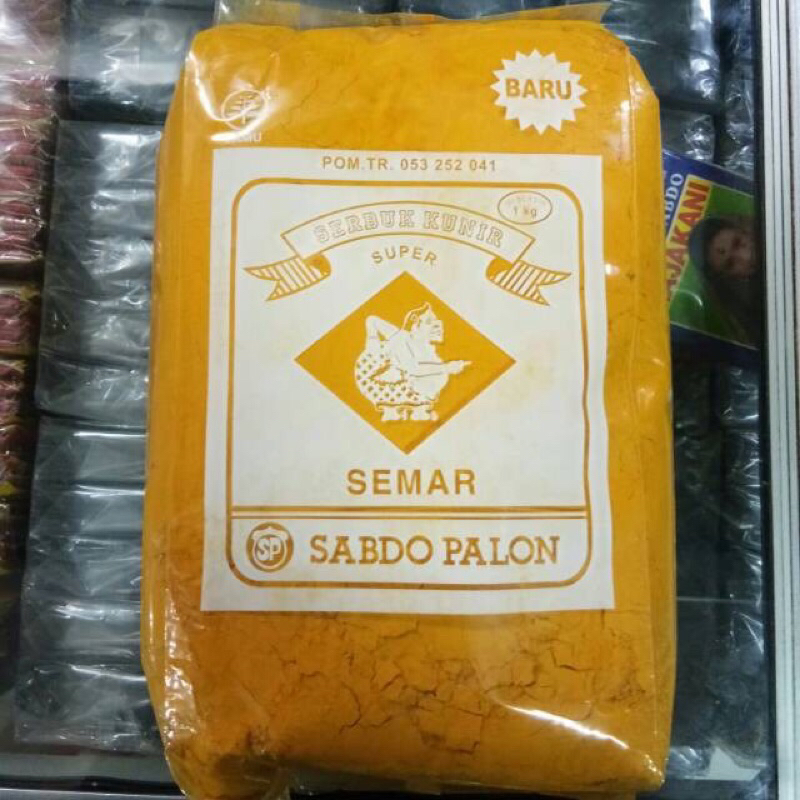 BARU
POM.TR. 053 252 041
1 kg
SERBUK KUNIR
SUPER
SEMAR
SP
SABDO PALON